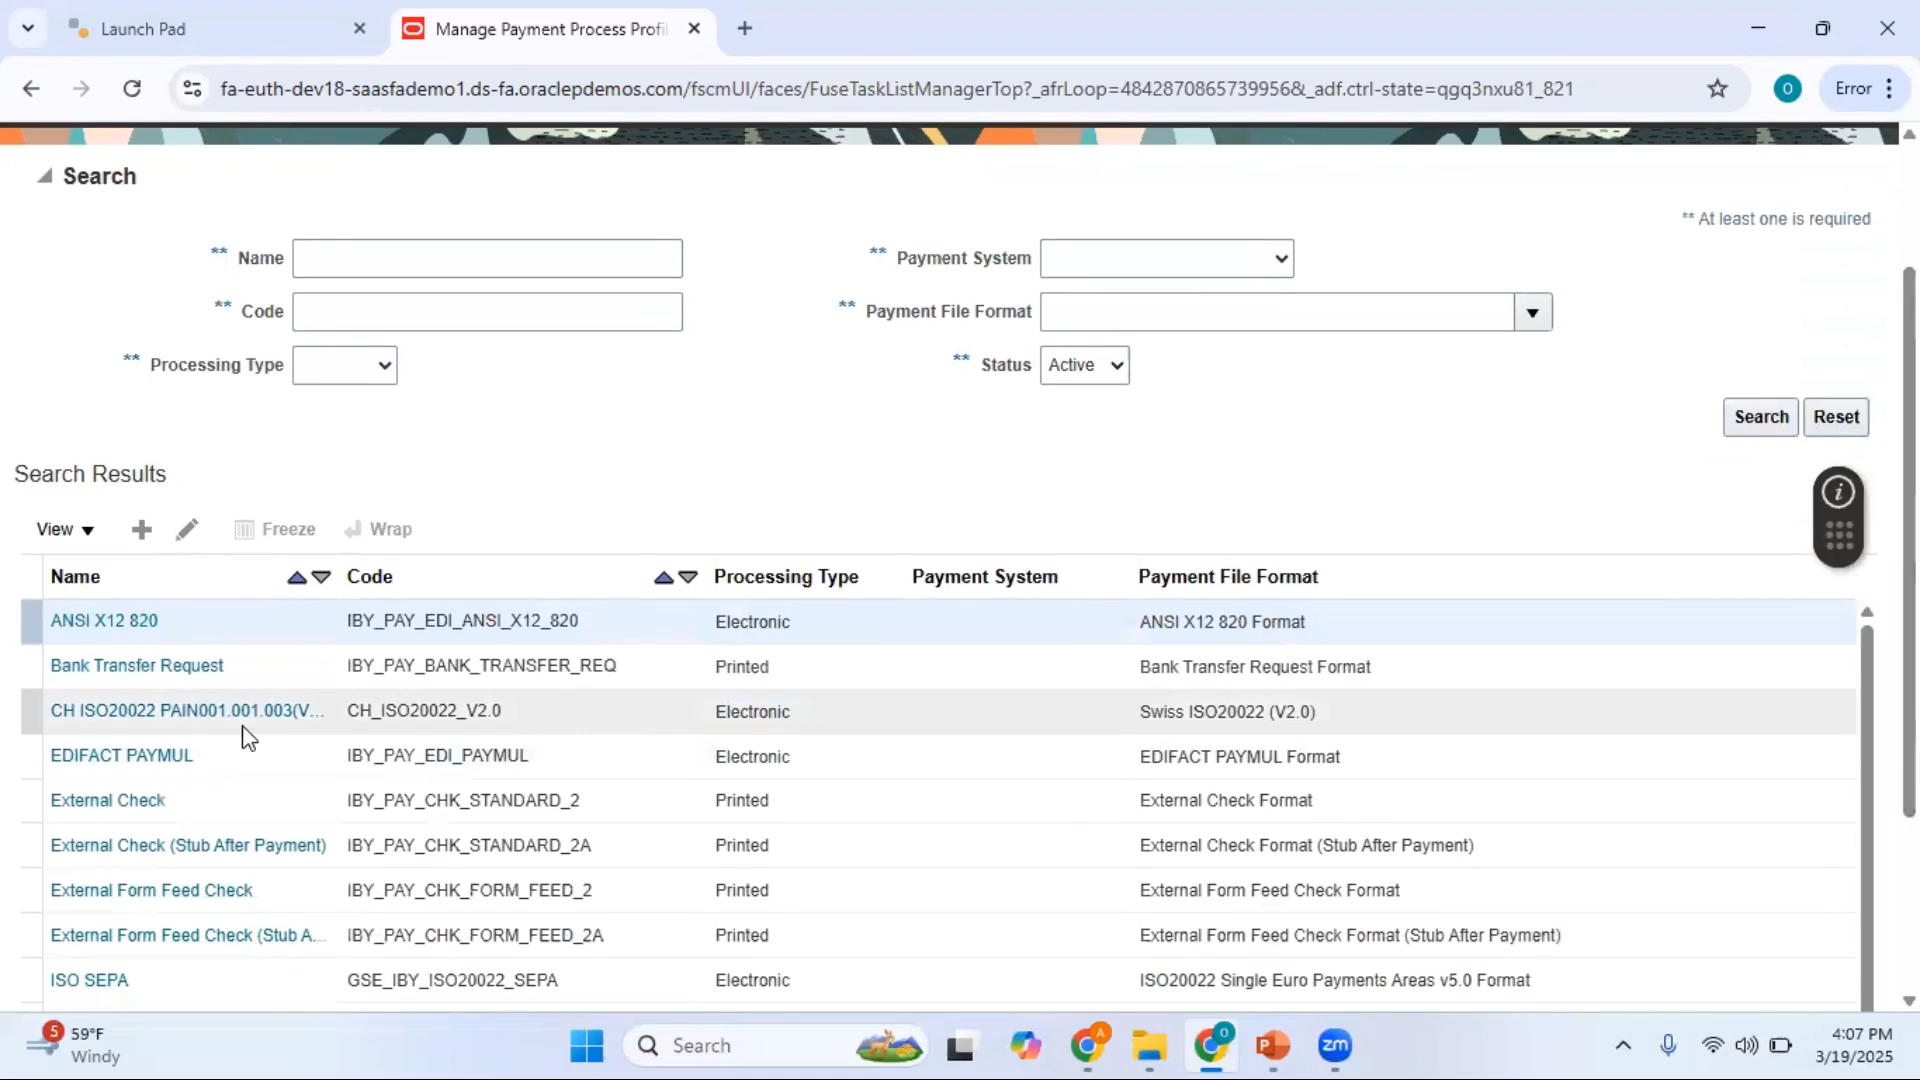 Launch Pad
Manage Payment Process Profi
fa-euth-dev18-saasfademo1.ds-fa.oraclepdemos.com/fscmUI/faces/FuseTaskListManagerTop?_afrLoop=4842870865739956&_adf.ctrl-state=qgq3nxu81_821
O
Error
Search
** At least one is required
** Name
** Payment System
** Code
** Payment File Format
** Processing Type
** Status Active
Search Reset
Search Results
View Freeze Wrap
Name Code Processing Type Payment System Payment File Format
ANSI X12 820 IBY_PAY_EDI_ANSI_X12_820 Electronic ANSI X12 820 Format
Bank Transfer Request IBY_PAY_BANK_TRANSFER_REQ Printed Bank Transfer Request Format
CH ISO20022 PAIN001.001.003(V... CH_ISO20022_V2.0 Electronic Swiss ISO20022 (V2.0)
EDIFACT PAYMUL IBY_PAY_EDI_PAYMUL Electronic EDIFACT PAYMUL Format
External Check IBY_PAY_CHK_STANDARD_2 Printed External Check Format
External Check (Stub After Payment) IBY_PAY_CHK_STANDARD_2A Printed External Check Format (Stub After Payment)
External Form Feed Check IBY_PAY_CHK_FORM_FEED_2 Printed External Form Feed Check Format
External Form Feed Check (Stub A... IBY_PAY_CHK_FORM_FEED_2A Printed External Form Feed Check Format (Stub After Payment)
ISO SEPA GSE_IBY_ISO20022_SEPA Electronic ISO20022 Single Euro Payments Areas v5.0 Format
5
59°F
Windy
Search
A
O
P
zm
4:07 PM
3/19/2025